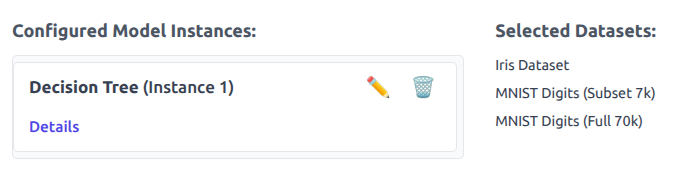 Configured Model Instances:
Decision Tree (Instance 1)
Details
Selected Datasets:
Iris Dataset
MNIST Digits (Subset 7k)
MNIST Digits (Full 70k)